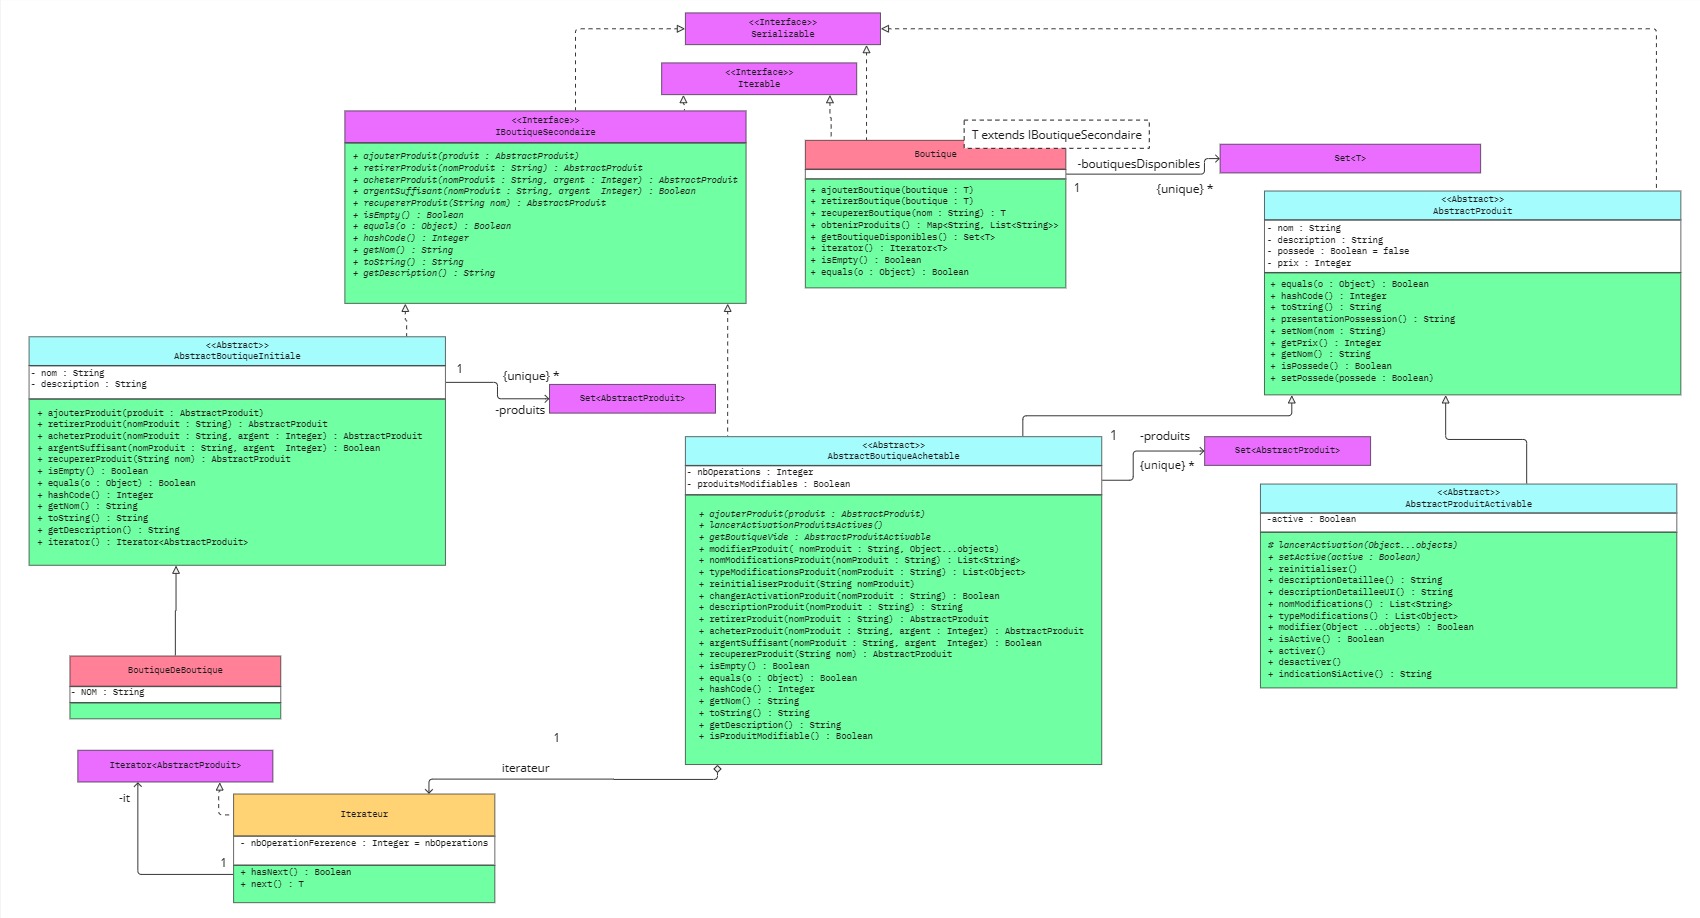 <<Interface>>
Serializable
<<Interface>>
Iterable
<<Interface>>
IBoutiqueSecondaire
+ ajouterProduit(produit : AbstractProduit)
+ retirerProduit(nomProduit : String) : AbstractProduit
+ acheterProduit(nomProduit : String, argent : Integer) : AbstractProduit
+ argentSuffisant(nomProduit : String, argent  Integer) : Boolean
+ recupererProduit(String nom) : AbstractProduit
+ isEmpty() : Boolean
+ equals(o : Object) : Boolean
+ hashCode() : Integer
+ getNom() : String
+ toString() : String
+ getDescription() : String
T extends IBoutiqueSecondaire
Boutique
+ ajouterBoutique(boutique : T)
+ retirerBoutique(boutique : T)
+ recupererBoutique(nom : String) : T
+ obtenirProduits() : Map<String, List<String>>
+ getBoutiqueDisponibles() : Set<T>
+ iterator() : Iterator<T>
+ isEmpty() : Boolean
+ equals(o : Object) : Boolean
-boutiquesDisponibles
1
{unique} *
Set<T>
<<Abstract>>
AbstractProduit
- nom : String
- description : String
- possede : Boolean = false
- prix : Integer
+ equals(o : Object) : Boolean
+ hashCode() : Integer
+ toString() : String
+ presentationPossession() : String
+ setNom(nom : String)
+ getPrix() : Integer
+ getNom() : String
+ isPossede() : Boolean
+ setPossede(possede : Boolean)
<<Abstract>>
AbstractBoutiqueInitiale
- nom : String
- description : String
+ ajouterProduit(produit : AbstractProduit)
+ retirerProduit(nomProduit : String) : AbstractProduit
+ acheterProduit(nomProduit : String, argent : Integer) : AbstractProduit
+ argentSuffisant(nomProduit : String, argent  Integer) : Boolean
+ recupererProduit(String nom) : AbstractProduit
+ isEmpty() : Boolean
+ equals(o : Object) : Boolean
+ hashCode() : Integer
+ getNom() : String
+ toString() : String
+ getDescription() : String
+ iterator() : Iterator<AbstractProduit>
1
{unique} *
-produits
Set<AbstractProduit>
<<Abstract>>
AbstractBoutiqueAchetable
- nbOperations : Integer
- produitsModifiables : Boolean
+ ajouterProduit(produit : AbstractProduit)
+ lancerActivationProduitsActives()
+ getBoutiqueVide : AbstractProduitActivable
+ modifierProduit( nomProduit : String, Object...objects)
+ nomModificationsProduit(nomProduit : String) : List<String>
+ typeModificationsProduit(nomProduit : String) : List<Object>
+ reinitialiserProduit(String nomProduit)
+ changerActivationProduit(nomProduit : String) : Boolean
+ descriptionProduit(nomProduit : String) : String
+ retirerProduit(nomProduit : String) : AbstractProduit
+ acheterProduit(nomProduit : String, argent : Integer) : AbstractProduit
+ argentSuffisant(nomProduit : String, argent  Integer) : Boolean
+ recupererProduit(String nom) : AbstractProduit
+ isEmpty() : Boolean
+ equals(o : Object) : Boolean
+ hashCode() : Integer
+ getNom() : String
+ toString() : String
+ getDescription() : String
+ isProduitModifiable() : Boolean
1
-produits
{unique} *
Set<AbstractProduit>
<<Abstract>>
AbstractProduitActivable
-active : Boolean
# lancerActivation(Object...objects)
+ setActive(active : Boolean)
+ reinitialiser()
+ descriptionDetaillee() : String
+ descriptionDetailleeUI() : String
+ nomModifications() : List<String>
+ typeModifications() : List<Object>
+ modifier(Object ...objects) : Boolean
+ isActive() : Boolean
+ activer()
+ desactiver()
+ indicationSiActive() : String
BoutiqueDeBoutique
- NOM : String
1
iterateur
Iterator<AbstractProduit>
-it
1
Iterateur
- nbOperationFererence : Integer = nbOperations
+ hasNext() : Boolean
+ next() : T